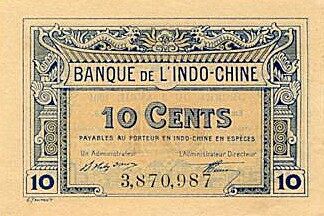 BANQUE DE L'INDO-CHINE
10 CENTS
PAYABLES AU PORTEUR EN INDO-CHINE EN ESPÈCES
Un Administrateur L'Administrateur Directeur
10 3,870,987 10